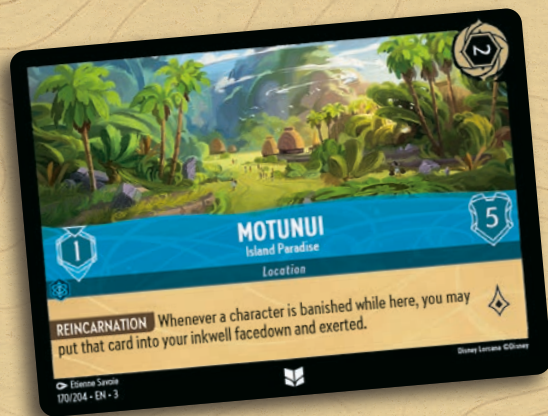 2
MOTUNUI
Island Paradise
1
5
Location
REINCARNATION Whenever a character is banished while here, you may
put that card into your inkwell facedown and exerted.
Etienne Savoie
170/204 • EN • 3
Disney Lorcana ©Disney